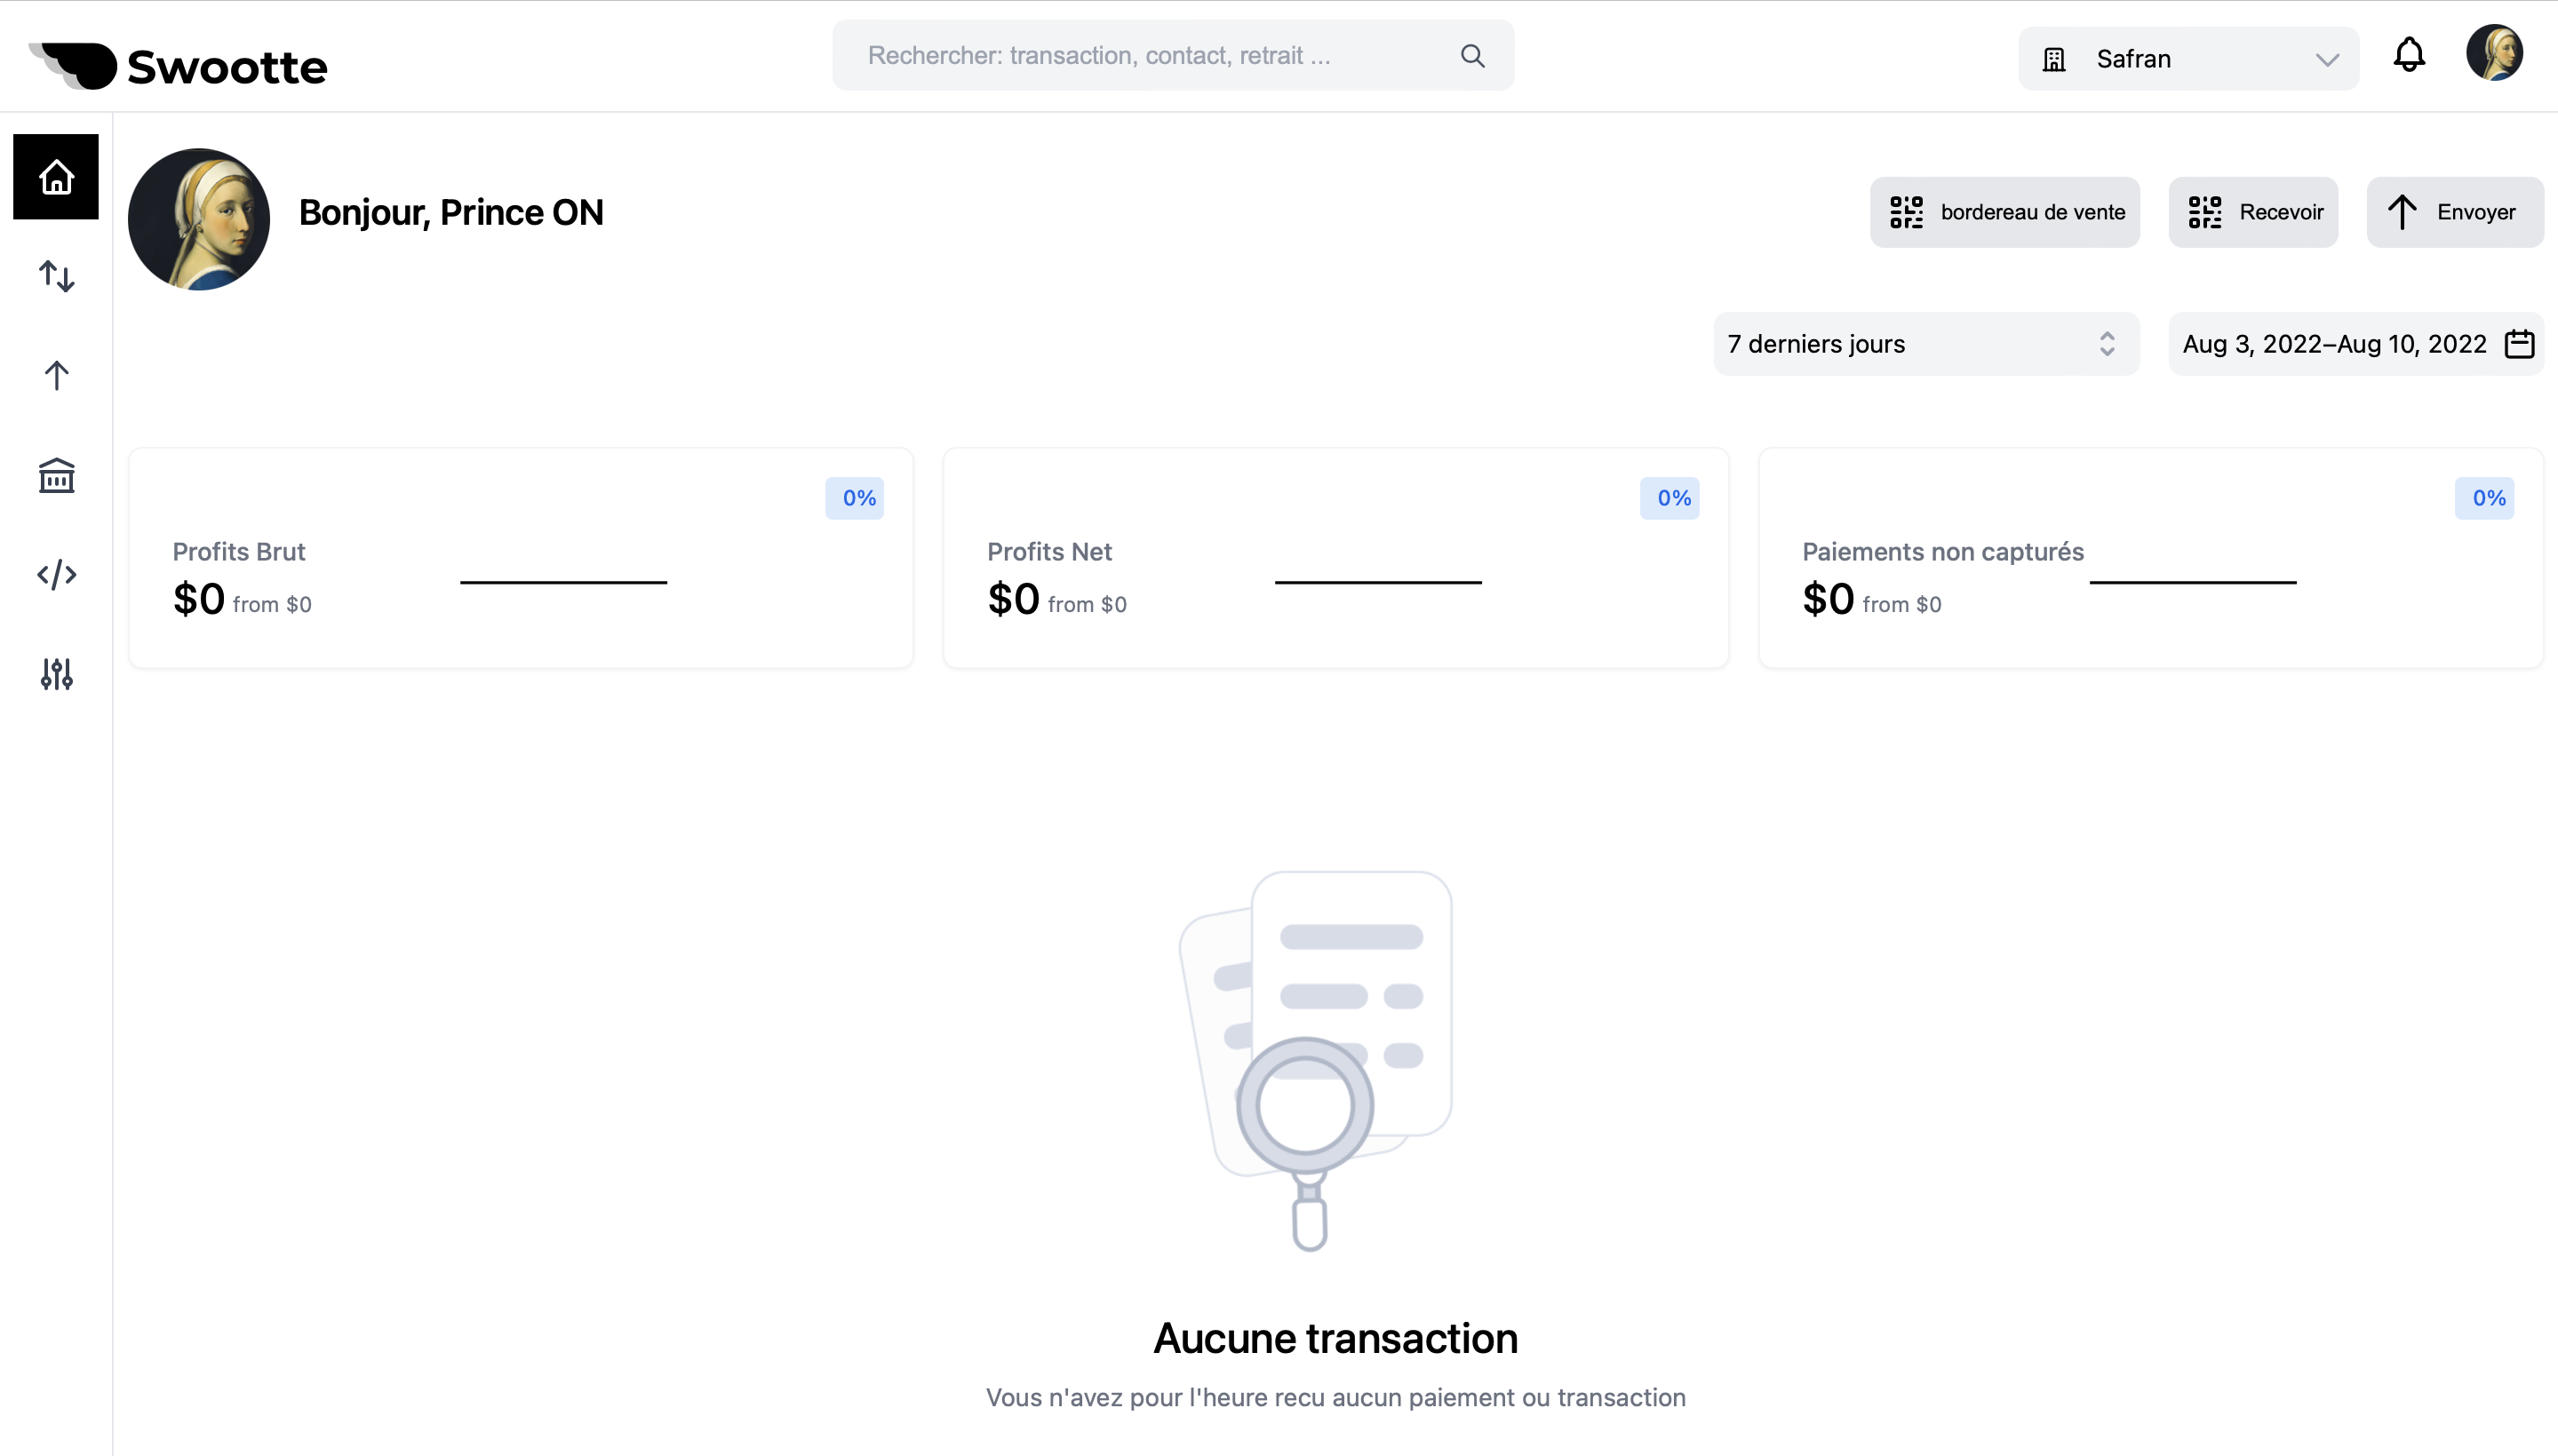 Swootte
Rechercher: transaction, contact, retrait ...
Safran
Bonjour, Prince ON
bordereau de vente
Recevoir
Envoyer
7 derniers jours
Aug 3, 2022–Aug 10, 2022
0%
Profits Brut
$0 from $0
0%
Profits Net
$0 from $0
0%
Paiements non capturés
$0 from $0
Aucune transaction
Vous n'avez pour l'heure recu aucun paiement ou transaction